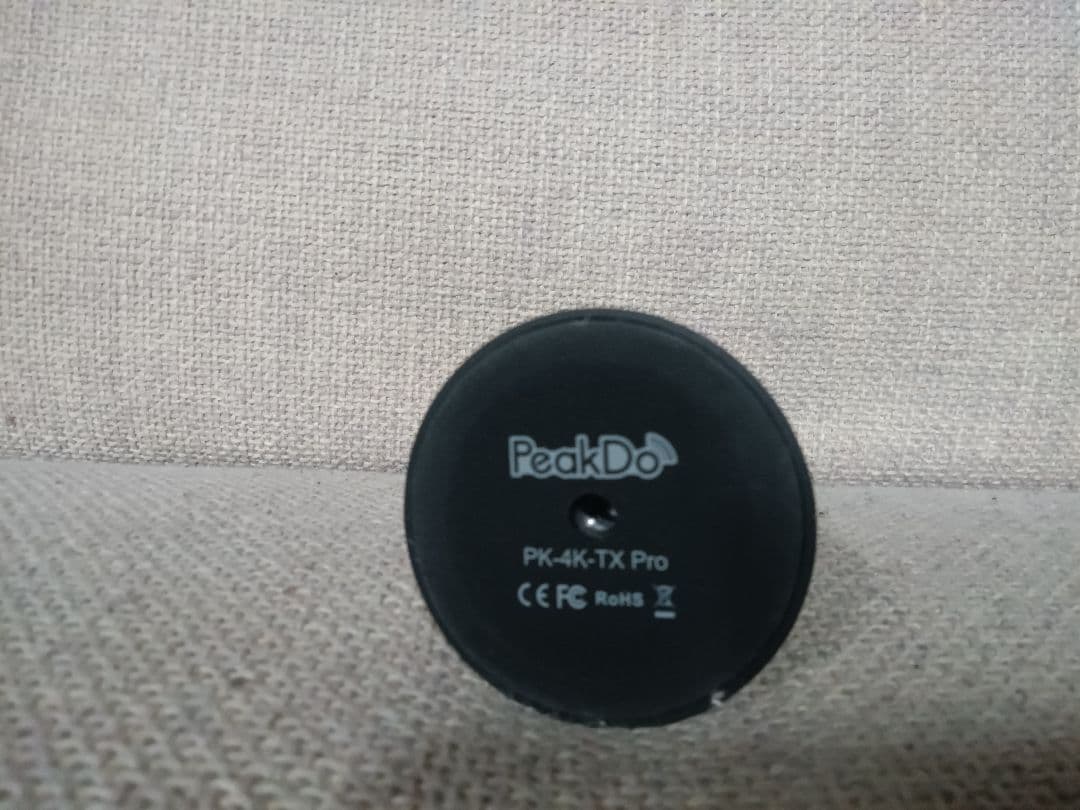 PeakDo
PK-4K-TX Pro
CE FC RoHS